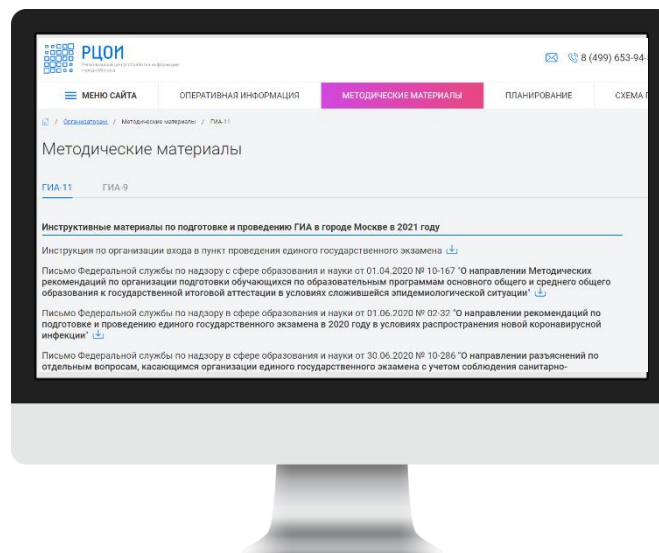 РЦОИ
Региональный центр обработки информации
города Москвы
8 (499) 653-94-
МЕНЮ САЙТА ОПЕРАТИВНАЯ ИНФОРМАЦИЯ МЕТОДИЧЕСКИЕ МАТЕРИАЛЫ ПЛАНИРОВАНИЕ СХЕМА
/ Организаторам / Методические материалы / ГИА-11
Методические материалы
ГИА-11 ГИА-9
Инструктивные материалы по подготовке и проведению ГИА в городе Москве в 2021 году
Инструкция по организации входа в пункт проведения единого государственного экзамена
Письмо Федеральной службы по надзору с сфере образования и науки от 01.04.2020 № 10-167 "О направлении Методических
рекомендаций по организации подготовки обучающихся по образовательным программам основного общего и среднего общего
образования к государственной итоговой аттестации в условиях сложившейся эпидемиологической ситуации"
Письмо Федеральной службы по надзору в сфере образования и науки от 01.06.2020 № 02-32 "О направлении рекомендаций по
подготовке и проведению единого государственного экзамена в 2020 году в условиях распространения новой коронавирусной
инфекции"
Письмо Федеральной службы по надзору в сфере образования и науки от 30.06.2020 № 10-286 "О направлении разъяснений по
отдельным вопросам, касающимся организации единого государственного экзамена с учетом соблюдения санитарно-